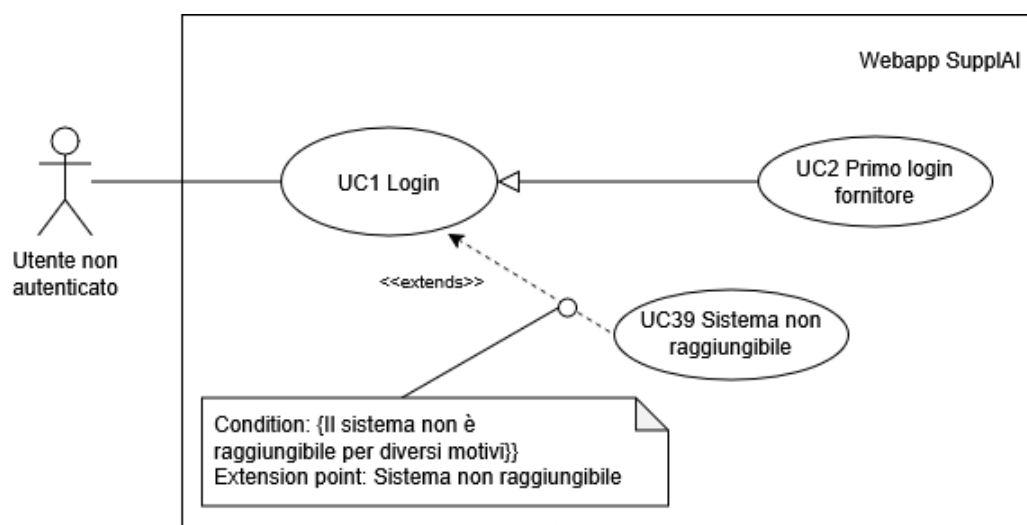 Webapp SupplAI
UC1 Login
UC2 Primo login
fornitore
Utente non
autenticato
<<extends>>
UC39 Sistema non
raggiungibile
Condition: {Il sistema non è
raggiungibile per diversi motivi}}
Extension point: Sistema non raggiungibile